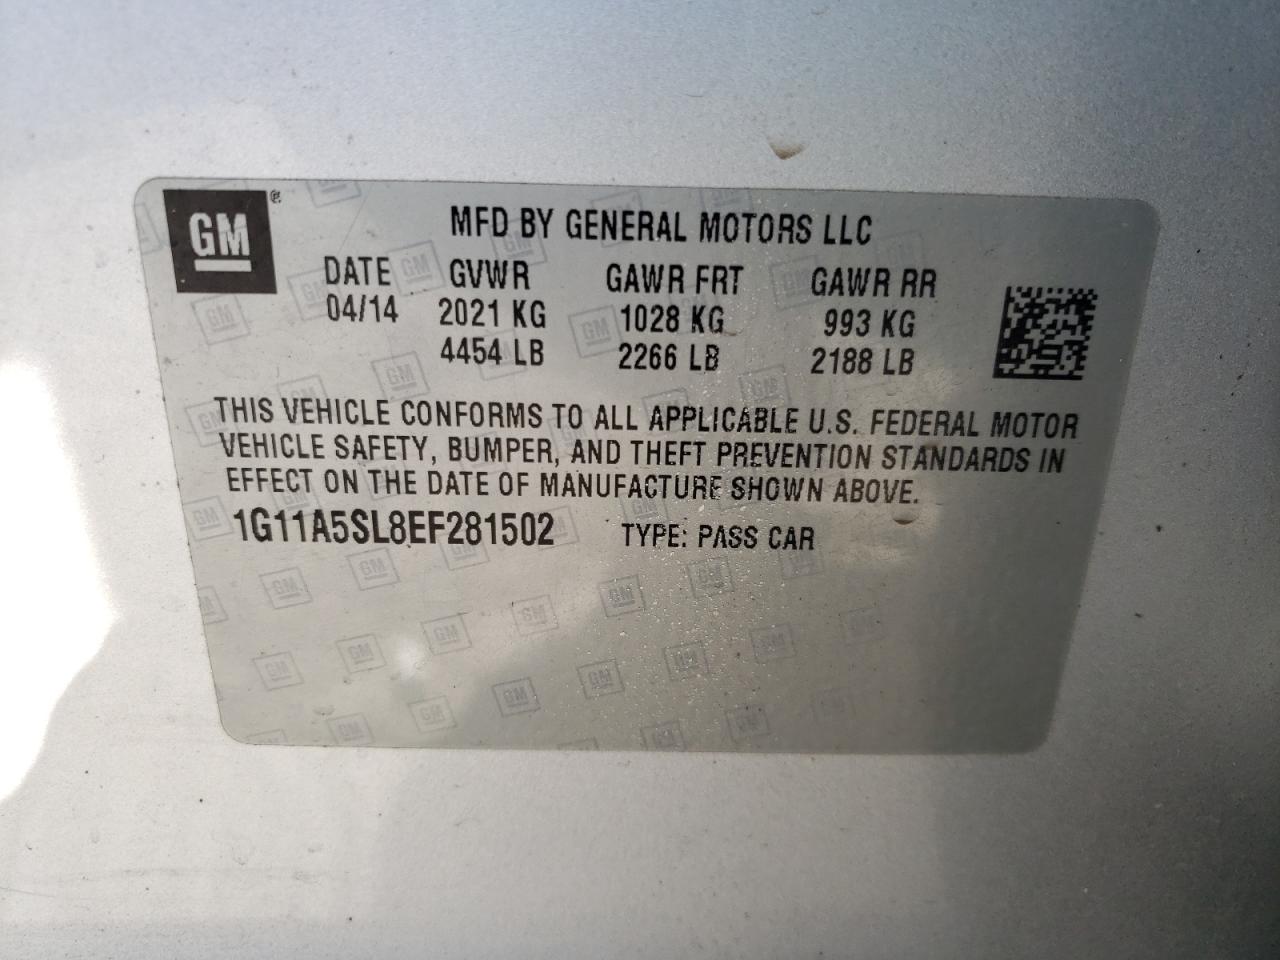 GM
MFD BY GENERAL MOTORS LLC
DATE GVWR GAWR FRT GAWR RR
04/14 2021 KG 1028 KG 993 KG
4454 LB 2266 LB 2188 LB
THIS VEHICLE CONFORMS TO ALL APPLICABLE U.S. FEDERAL MOTOR
VEHICLE SAFETY, BUMPER, AND THEFT PREVENTION STANDARDS IN
EFFECT ON THE DATE OF MANUFACTURE SHOWN ABOVE.
1G11A5SL8EF281502 TYPE: PASS CAR